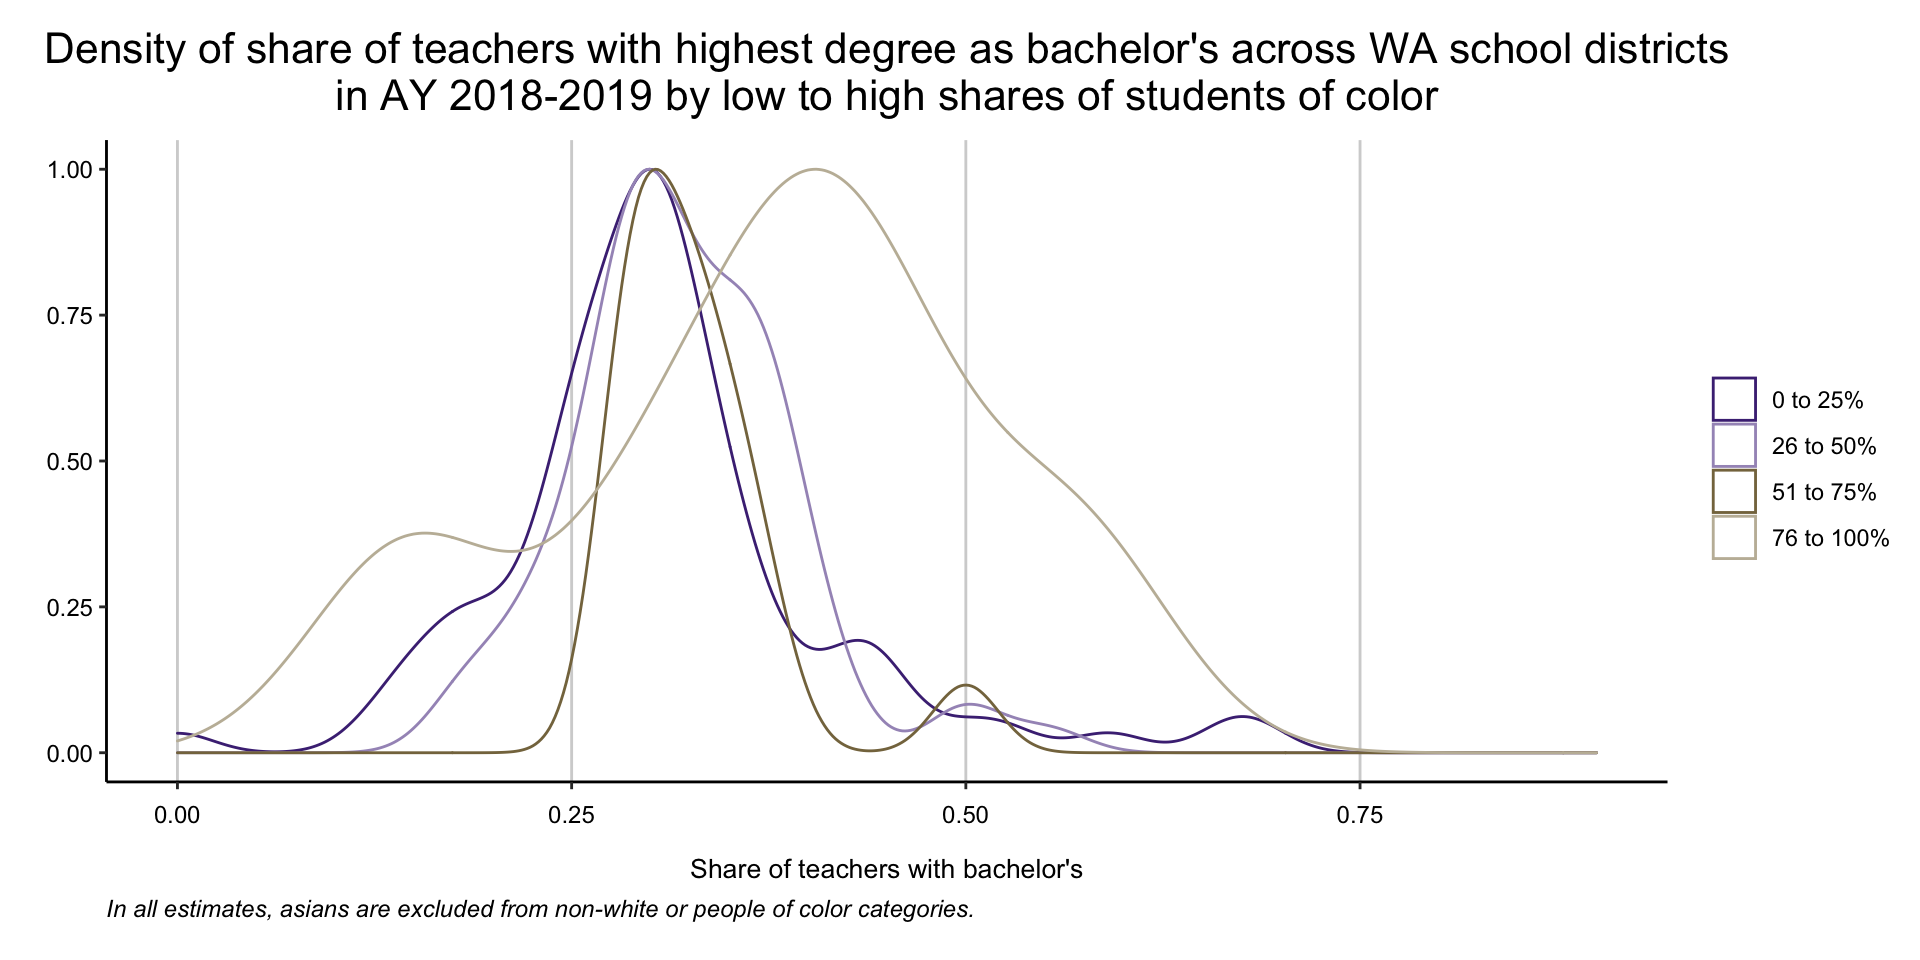 Density of share of teachers with highest degree as bachelor's across WA school districts
in AY 2018-2019 by low to high shares of students of color
1.00
0.75
0.50
0.25
0.00
0 to 25%
26 to 50%
51 to 75%
76 to 100%
0.00 0.25 0.50 0.75
Share of teachers with bachelor's
In all estimates, asians are excluded from non-white or people of color categories.